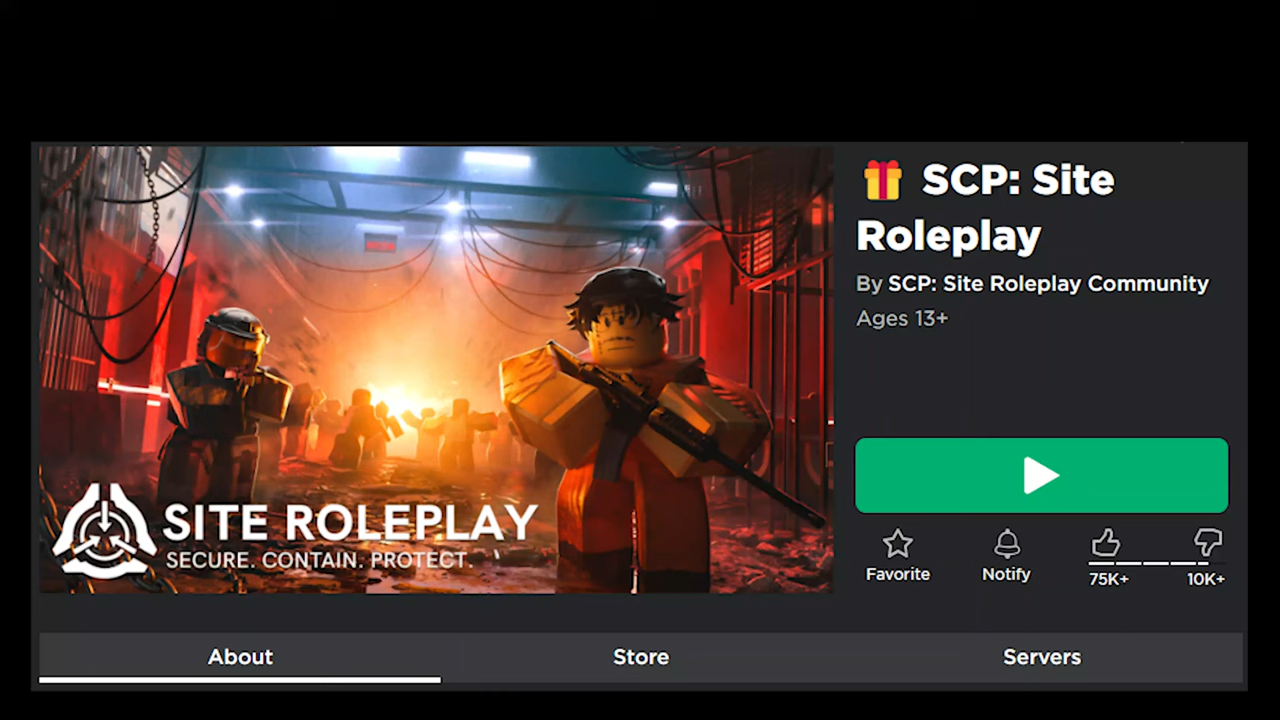 🎁 SCP: Site
Roleplay
By SCP: Site Roleplay Community
Ages 13+
SITE ROLEPLAY
SECURE. CONTAIN. PROTECT.
Favorite
Notify
75K+
10K+
About
Store
Servers